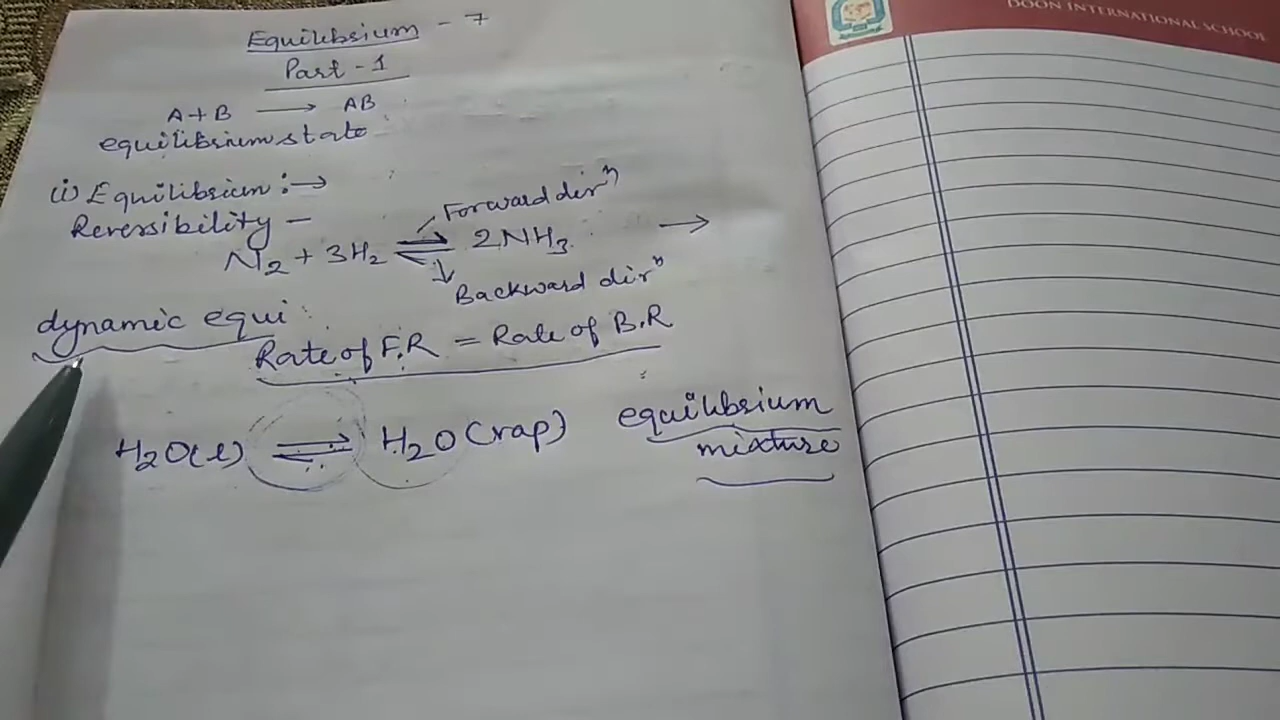 DOON INTERNATIONAL SCHOOL
Equilibrium - 7
Part - 1
A + B ⟶ AB
equilibrium state
(i) Equilibrium :→
Reversibility -
Forward dirⁿ
N₂ + 3H₂ ⇌ 2NH₃ →
Backward dirⁿ
dynamic equi
Rate of F.R = Rate of B.R
H₂O(l) ⇌ H₂O(vap)
equilibrium
mixture